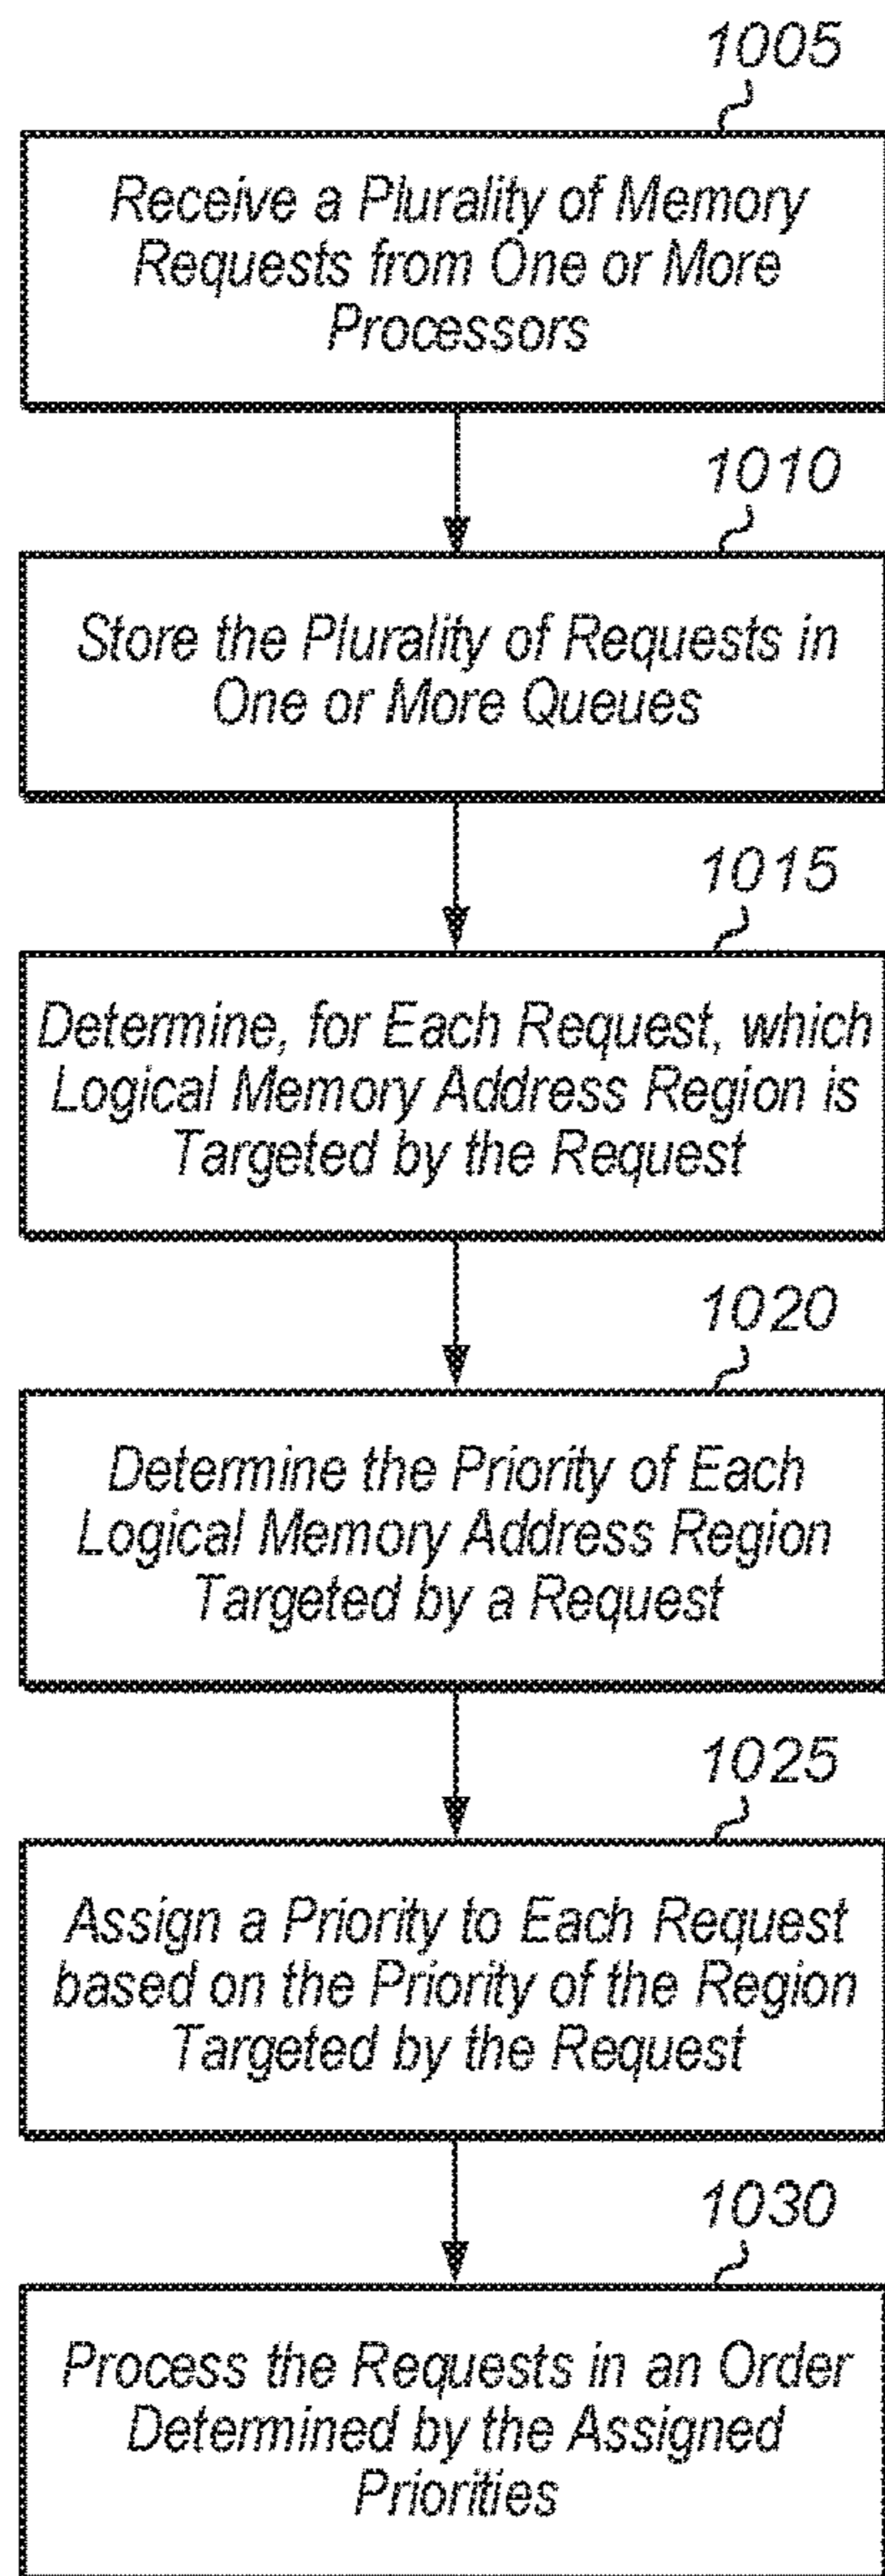 1005
Receive a Plurality of Memory
Requests from One or More
Processors
1010
Store the Plurality of Requests in
One or More Queues
1015
Determine, for Each Request, which
Logical Memory Address Region is
Targeted by the Request
1020
Determine the Priority of Each
Logical Memory Address Region
Targeted by a Request
1025
Assign a Priority to Each Request
based on the Priority of the Region
Targeted by the Request
1030
Process the Requests in an Order
Determined by the Assigned
Priorities